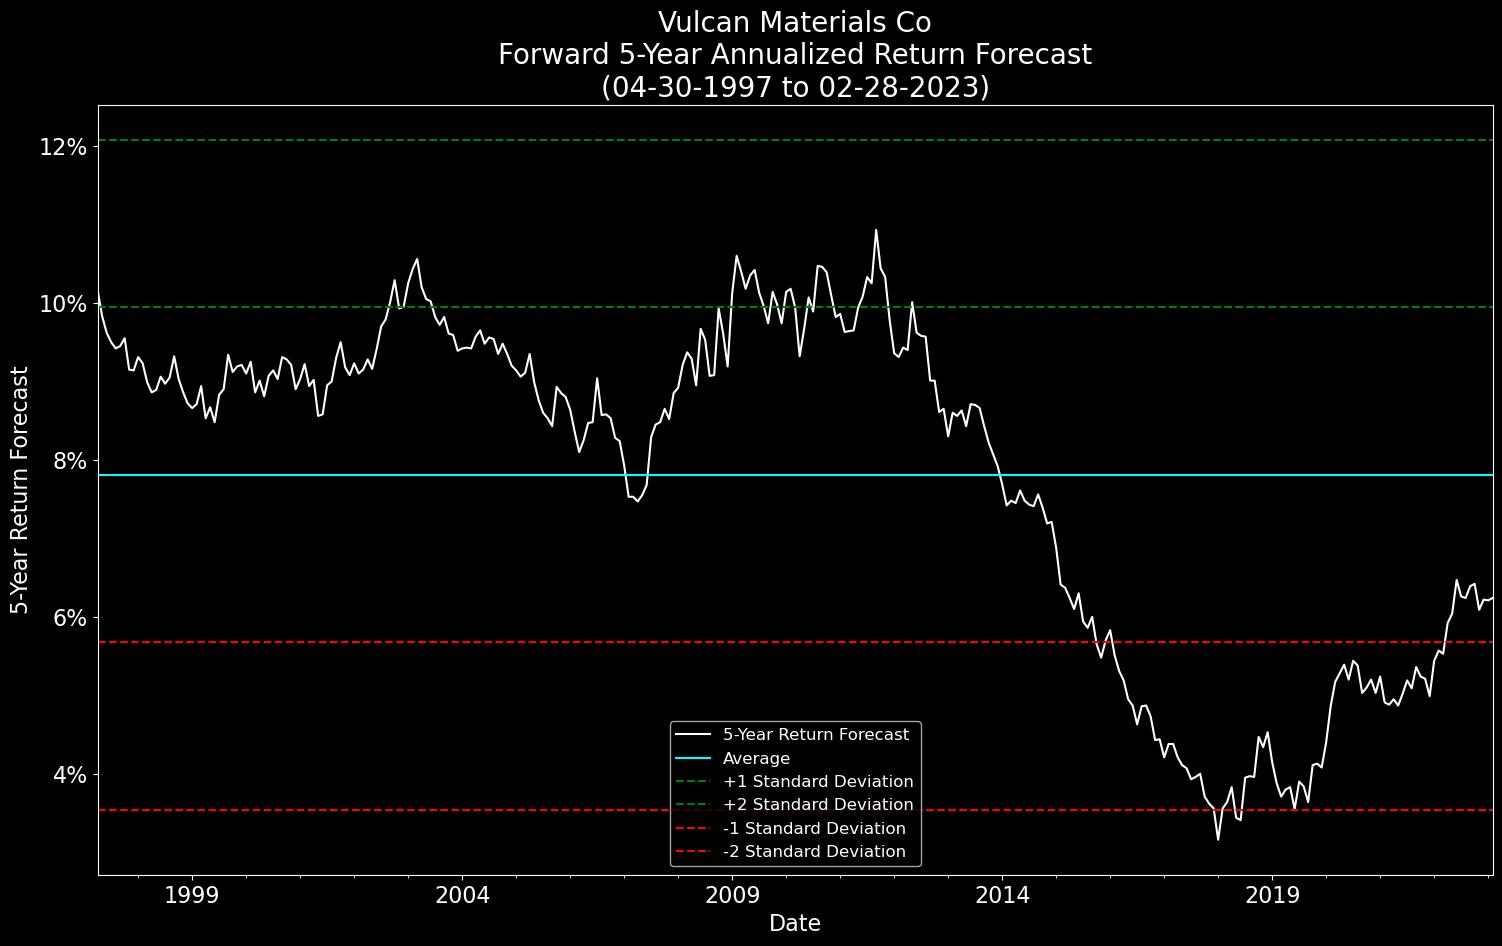 Vulcan Materials Co
Forward 5-Year Annualized Return Forecast
(04-30-1997 to 02-28-2023)
12%
10%
8%
6%
4%
5-Year Return Forecast
5-Year Return Forecast
Average
+1 Standard Deviation
+2 Standard Deviation
-1 Standard Deviation
-2 Standard Deviation
1999 2004 2009 2014 2019
Date